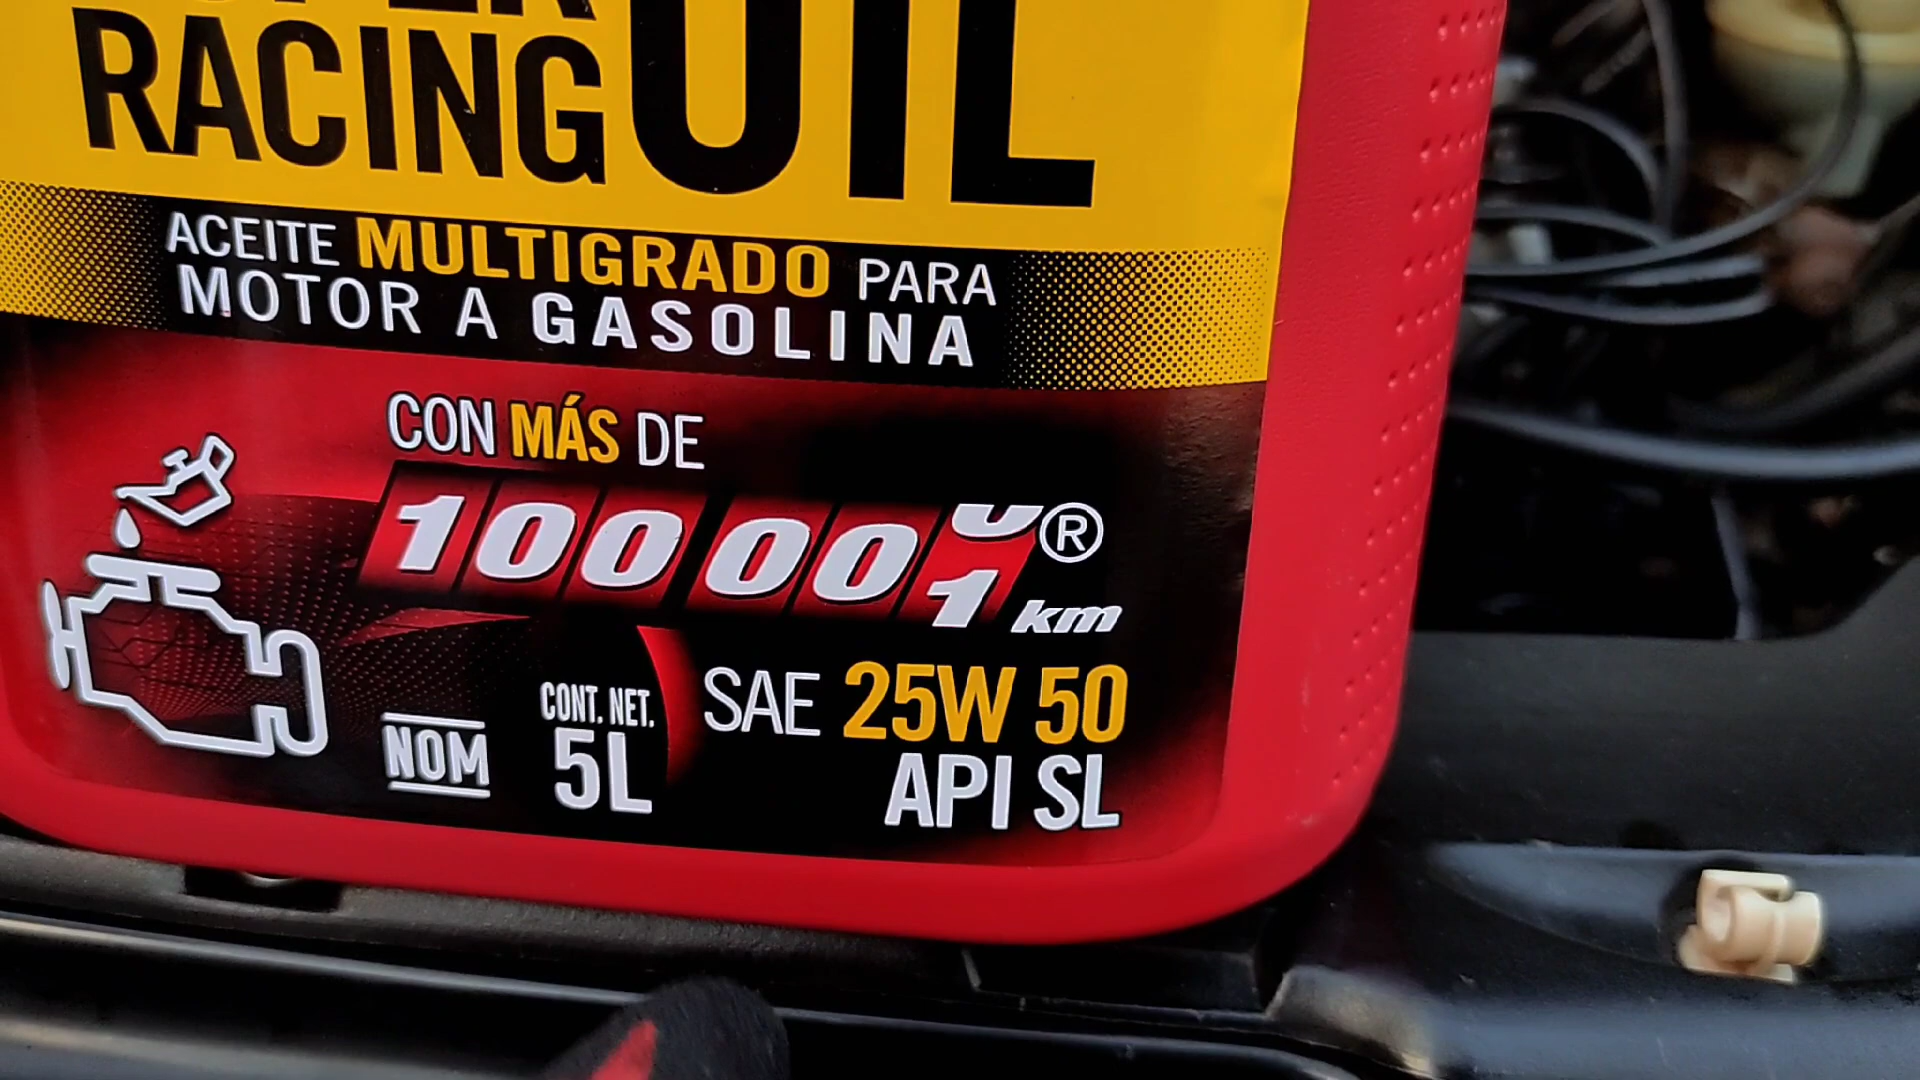 RACING OIL
ACEITE MULTIGRADO PARA
MOTOR A GASOLINA
CON MÁS DE
100 001 ® km
NOM
CONT. NET.
5L
SAE 25W 50
API SL